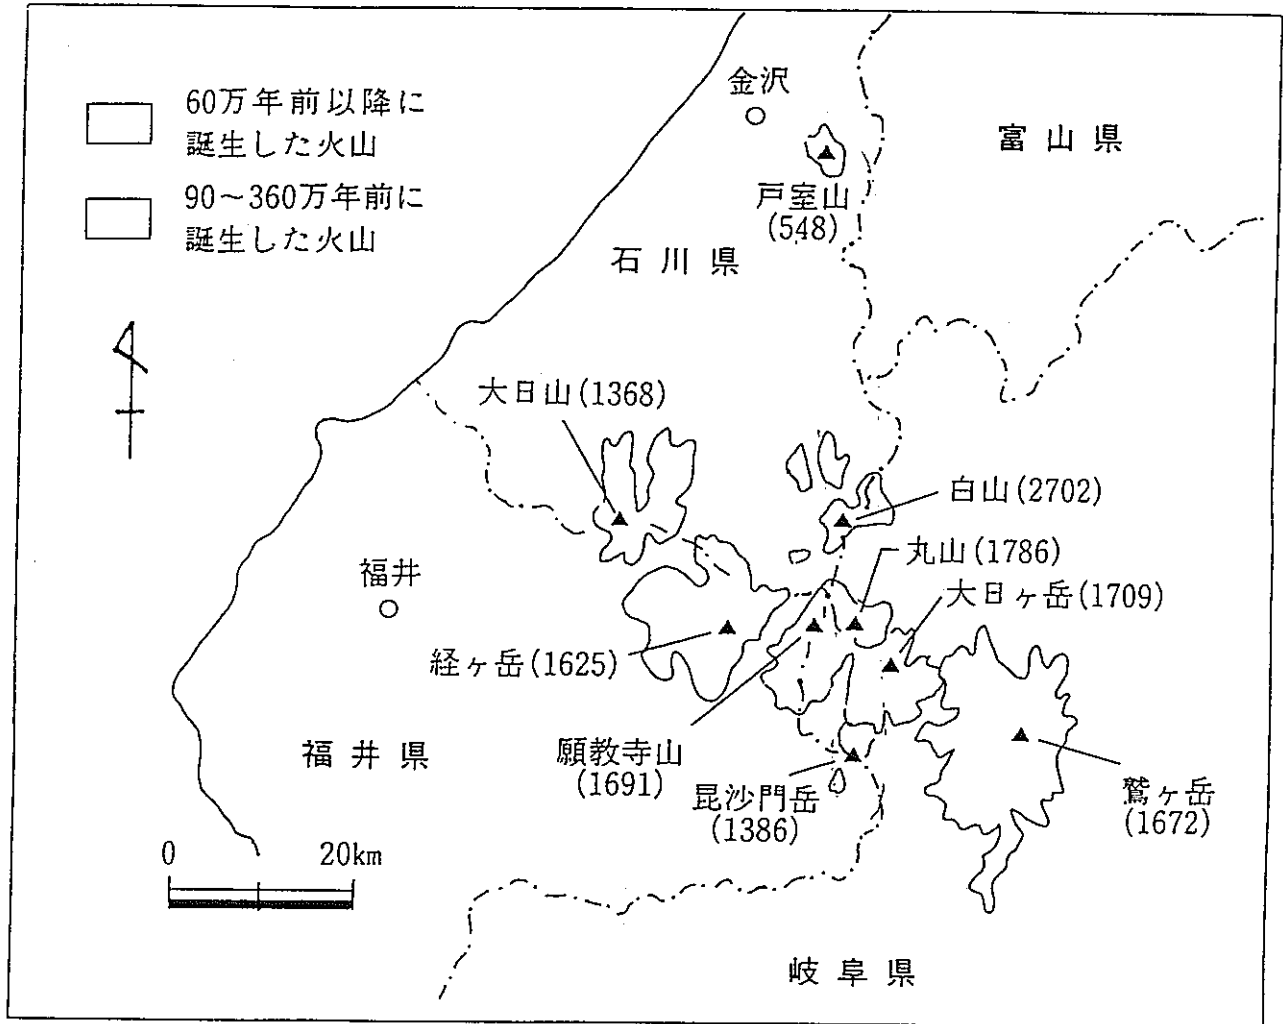 60万年前以降に
誕生した火山
90～360万年前に
誕生した火山
金沢
富山県
戸室山
(548)
石川県
大日山(1368)
白山(2702)
丸山(1786)
大日ヶ岳(1709)
福井
経ヶ岳(1625)
福井県
願教寺山
(1691)
毘沙門岳
(1386)
鷲ヶ岳
(1672)
0
20km
岐阜県